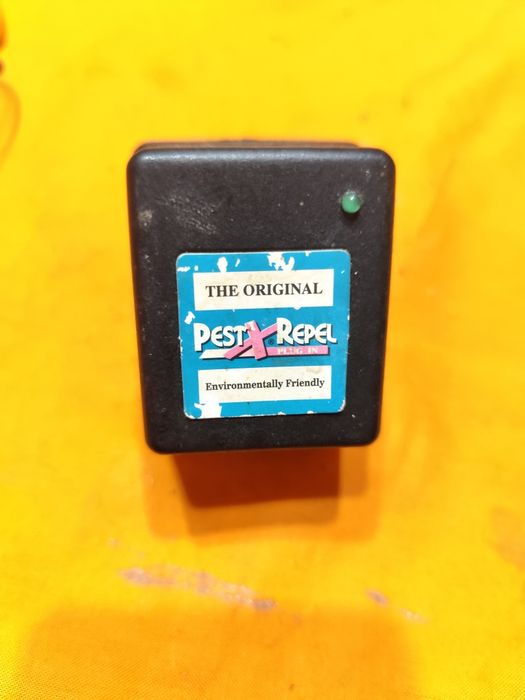 THE ORIGINAL
PEST X REPEL®
PLUG IN
Environmentally Friendly